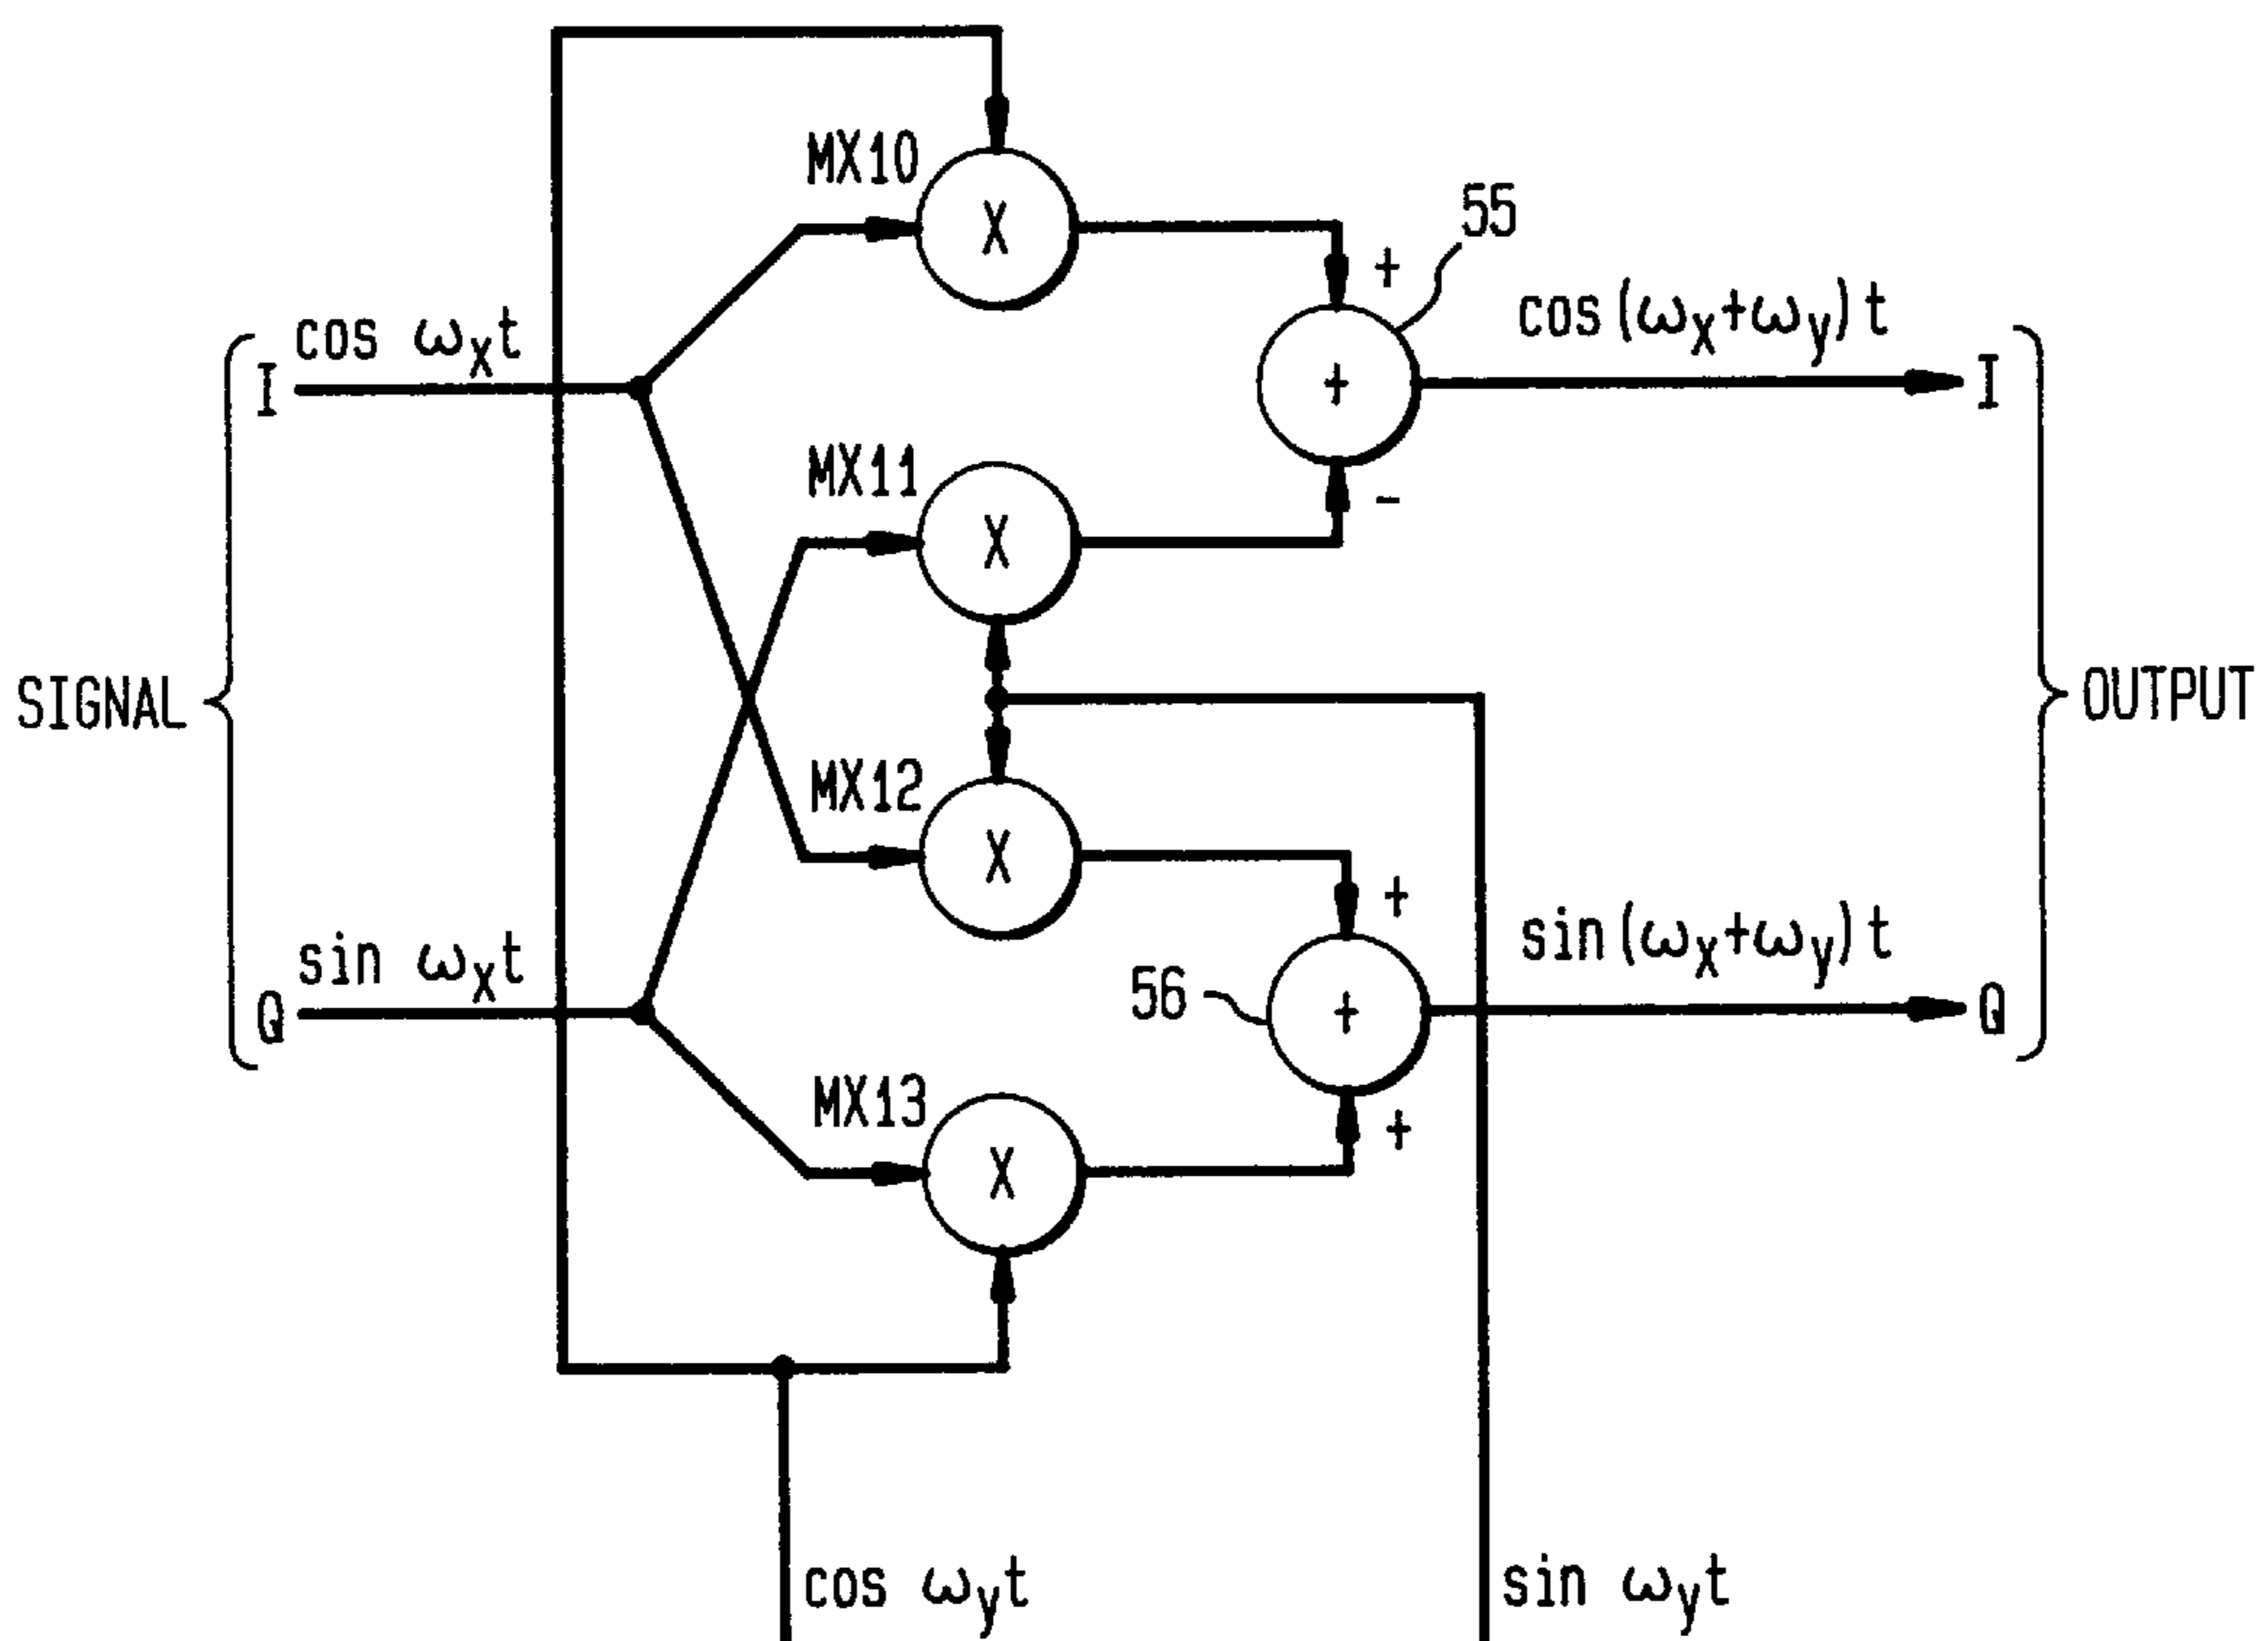 MX10
X
55
+
cos ωxt
cos(ωx+ωy)t
I
+
I
MX11
-
X
SIGNAL
OUTPUT
MX12
X
+
sin ωxt
sin(ωx+ωy)t
56
Q
+
Q
MX13
+
X
cos ωyt
sin ωyt